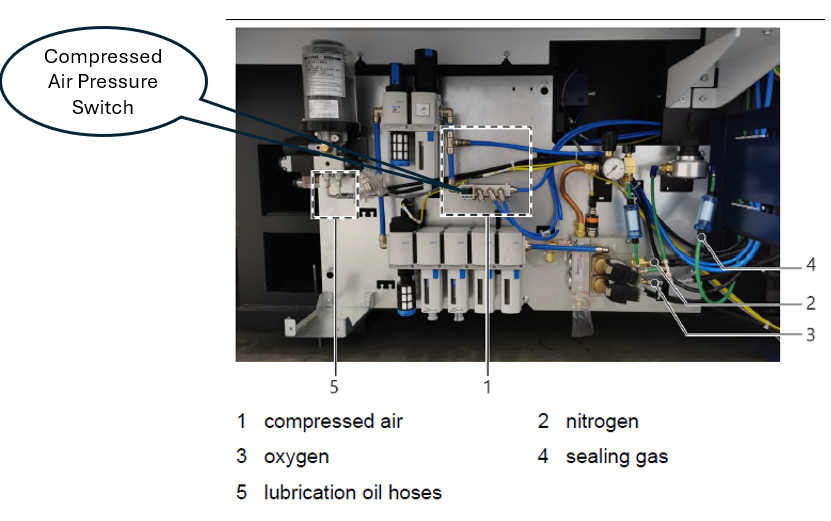 Compressed
Air Pressure
Switch
4
2
3
5
1
1 compressed air
2 nitrogen
3 oxygen
4 sealing gas
5 lubrication oil hoses